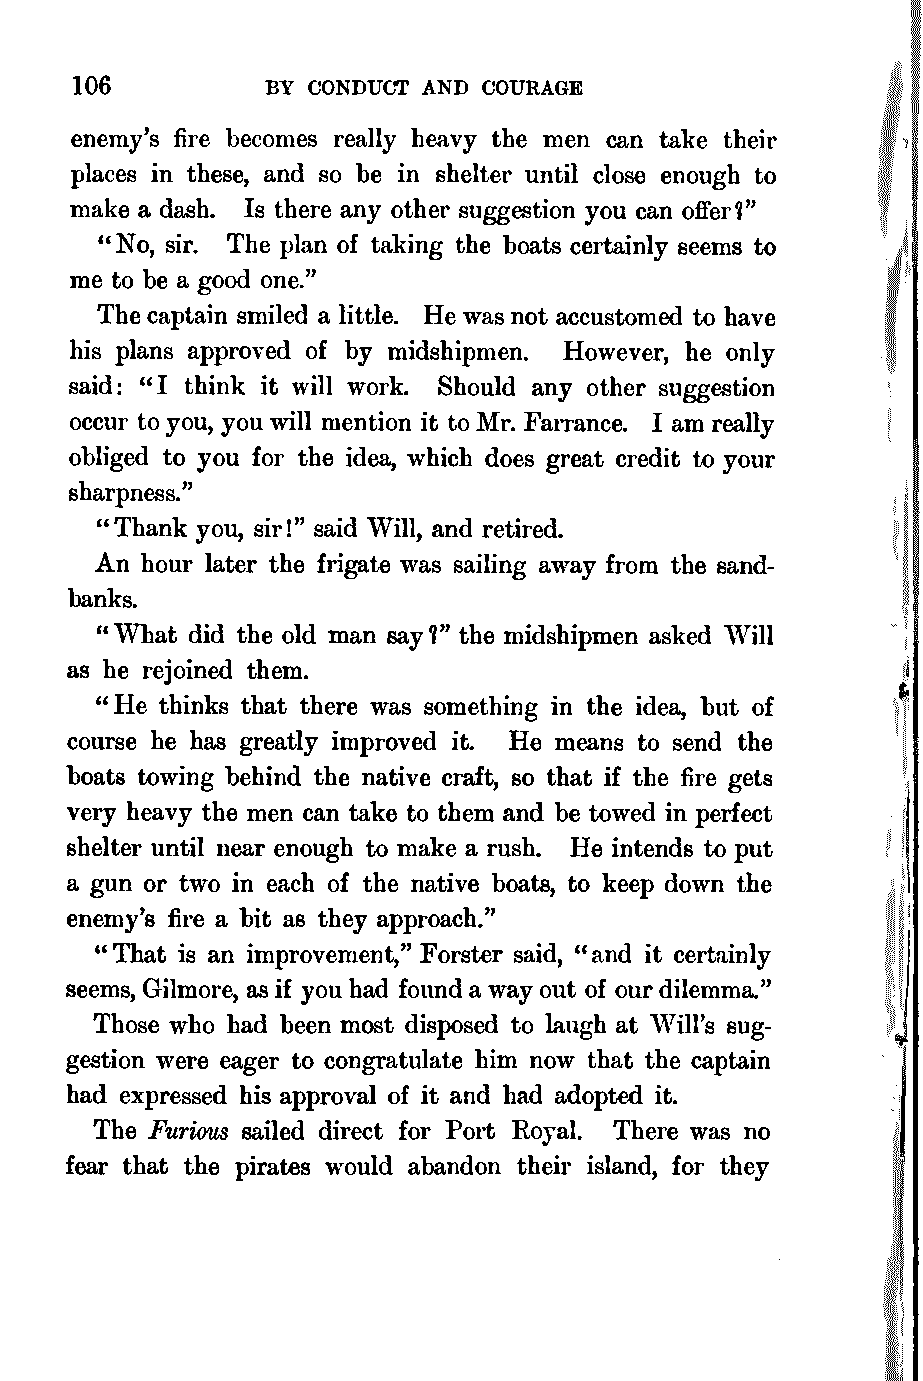 106 BY CONDUCT AND COURAGE
enemy's fire becomes really heavy the men can take their
places in these, and so be in shelter until close enough to
make a dash. Is there any other suggestion you can offer?"
"No, sir. The plan of taking the boats certainly seems to
me to be a good one."
The captain smiled a little. He was not accustomed to have
his plans approved of by midshipmen. However, he only
said: "I think it will work. Should any other suggestion
occur to you, you will mention it to Mr. Farrance. I am really
obliged to you for the idea, which does great credit to your
sharpness."
"Thank you, sir!" said Will, and retired.
An hour later the frigate was sailing away from the sand-
banks.
"What did the old man say?" the midshipmen asked Will
as he rejoined them.
"He thinks that there was something in the idea, but of
course he has greatly improved it. He means to send the
boats towing behind the native craft, so that if the fire gets
very heavy the men can take to them and be towed in perfect
shelter until near enough to make a rush. He intends to put
a gun or two in each of the native boats, to keep down the
enemy's fire a bit as they approach."
"That is an improvement," Forster said, "and it certainly
seems, Gilmore, as if you had found a way out of our dilemma."
Those who had been most disposed to laugh at Will's sug-
gestion were eager to congratulate him now that the captain
had expressed his approval of it and had adopted it.
The Furious sailed direct for Port Royal. There was no
fear that the pirates would abandon their island, for they